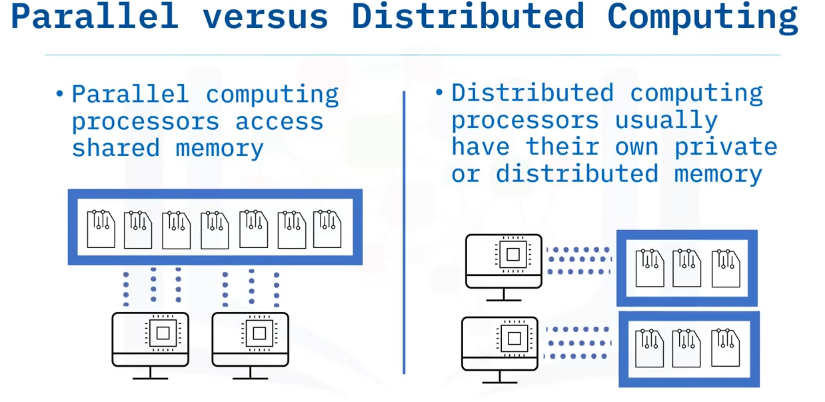 Parallel versus Distributed Computing
• Parallel computing
processors access
shared memory
• Distributed computing
processors usually
have their own private
or distributed memory